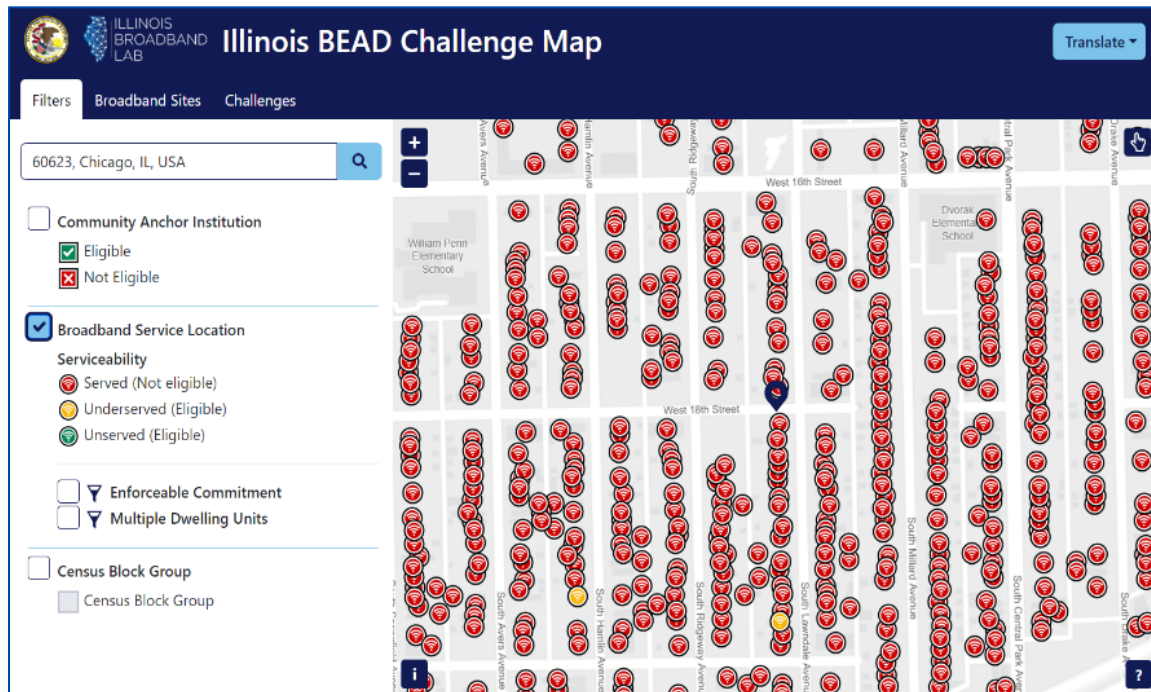 ILLINOIS
BROADBAND
LAB
Illinois BEAD Challenge Map
Translate
Filters
Broadband Sites
Challenges
60623, Chicago, IL, USA
Community Anchor Institution
Eligible
Not Eligible
Broadband Service Location
Serviceability
Served (Not eligible)
Underserved (Eligible)
Unserved (Eligible)
Enforceable Commitment
Multiple Dwelling Units
Census Block Group
Census Block Group
+
−
Avers Avenue
Hamlin Avenue
South Ridgeway
Millard Avenue
Central Park Avenue
Drake Avenue
West 16th Street
William Penn
Elementary
School
Dvorak
Elementary
School
West 18th Street
South Avers Avenue
South Hamlin Avenue
South Ridgeway Avenue
South Lawndale Avenue
South Millard Avenue
South Central Park Avenue
South Drake A
i
?